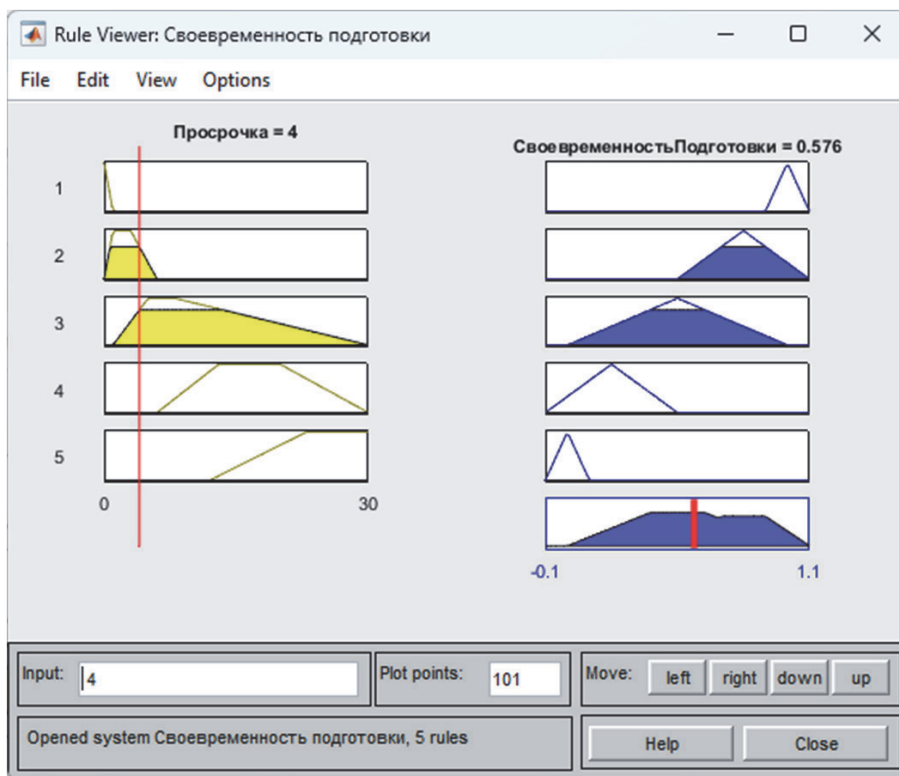 Rule Viewer: Своевременность подготовки
File Edit View Options
Просрочка = 4
СвоевременностьПодготовки = 0.576
1
2
3
4
5
0 30
-0.1 1.1
Input: 4 Plot points: 101 Move: left right down up
Opened system Своевременность подготовки, 5 rules Help Close